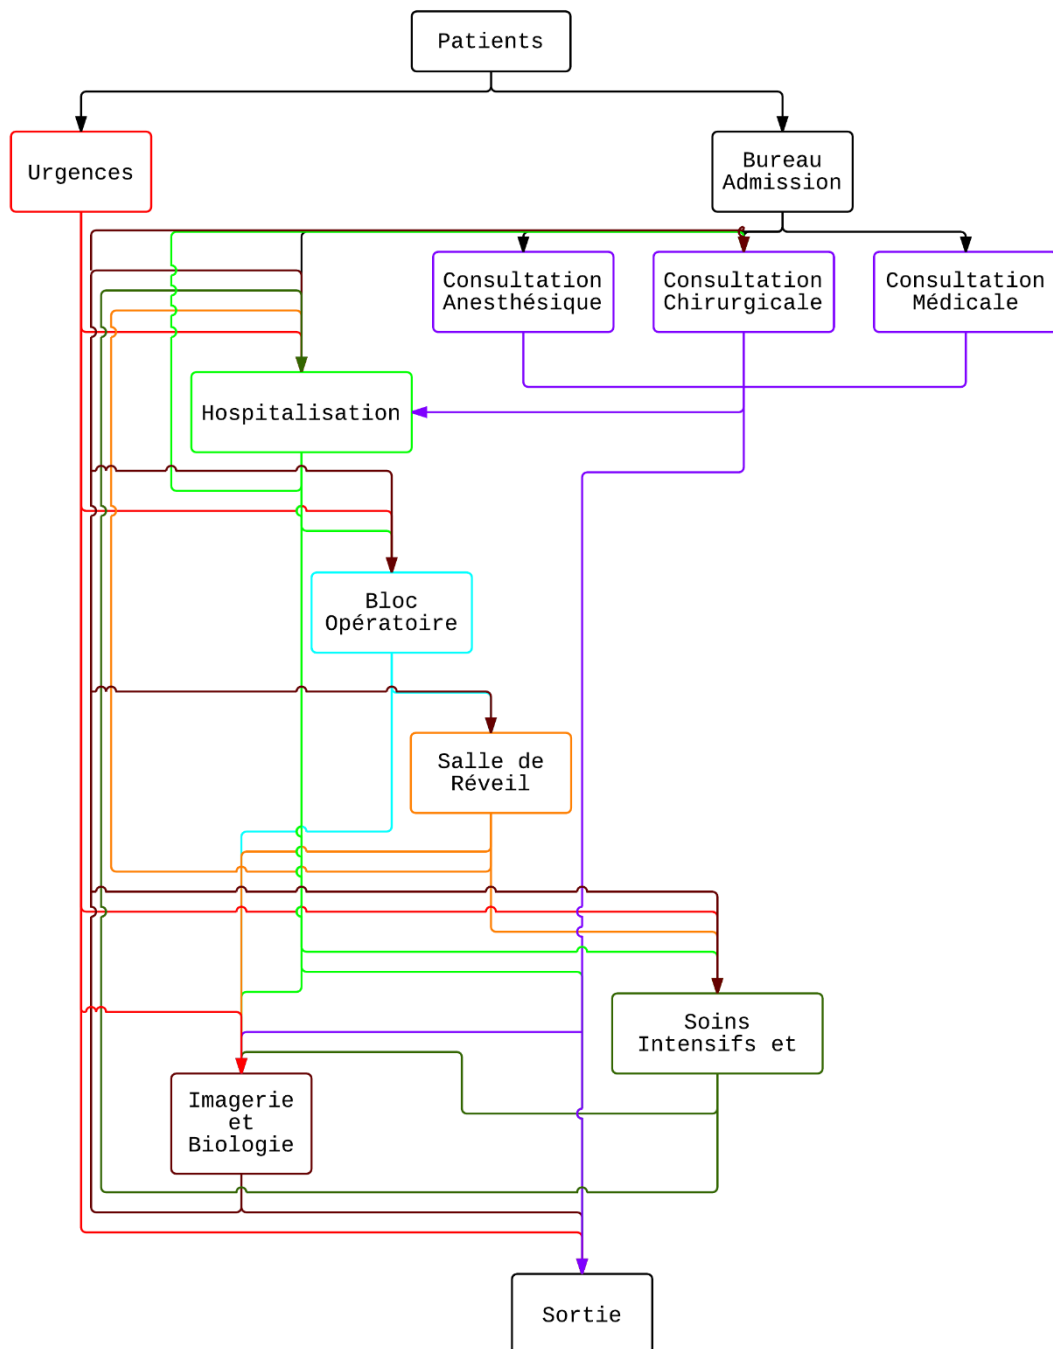 Patients
Urgences
Bureau
Admission
Consultation
Anesthésique
Consultation
Chirurgicale
Consultation
Médicale
Hospitalisation
Bloc
Opératoire
Salle de
Réveil
Soins
Intensifs et
Imagerie
et
Biologie
Sortie